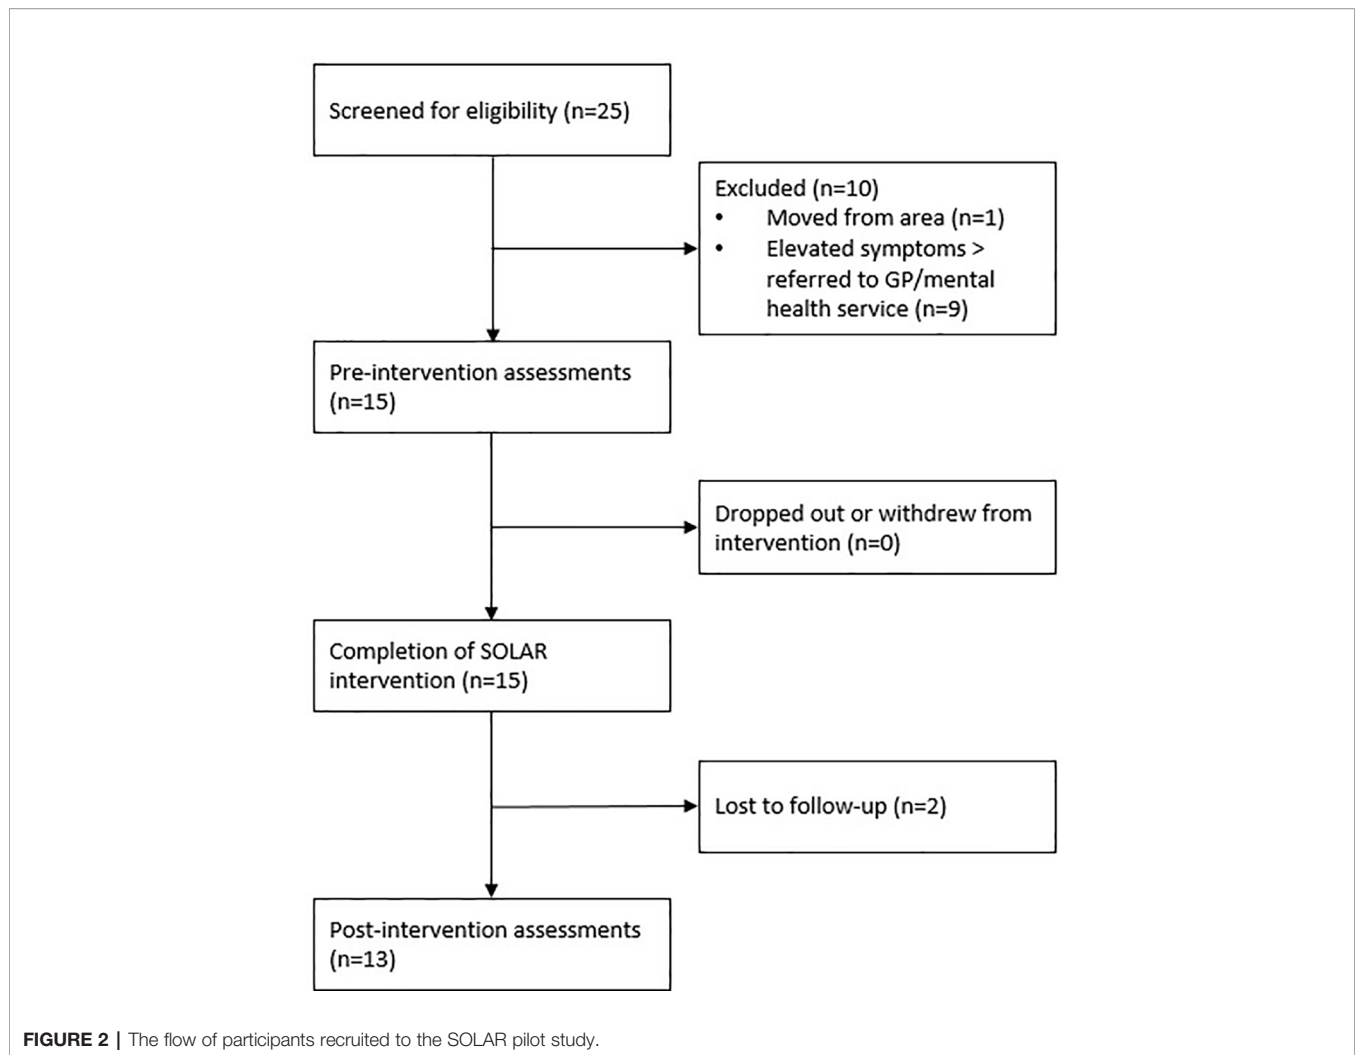 Screened for eligibility (n=25)
Excluded (n=10)
• Moved from area (n=1)
• Elevated symptoms >
referred to GP/mental
health service (n=9)
Pre-intervention assessments
(n=15)
Dropped out or withdrew from
intervention (n=0)
Completion of SOLAR
intervention (n=15)
Lost to follow-up (n=2)
Post-intervention assessments
(n=13)
FIGURE 2 | The flow of participants recruited to the SOLAR pilot study.